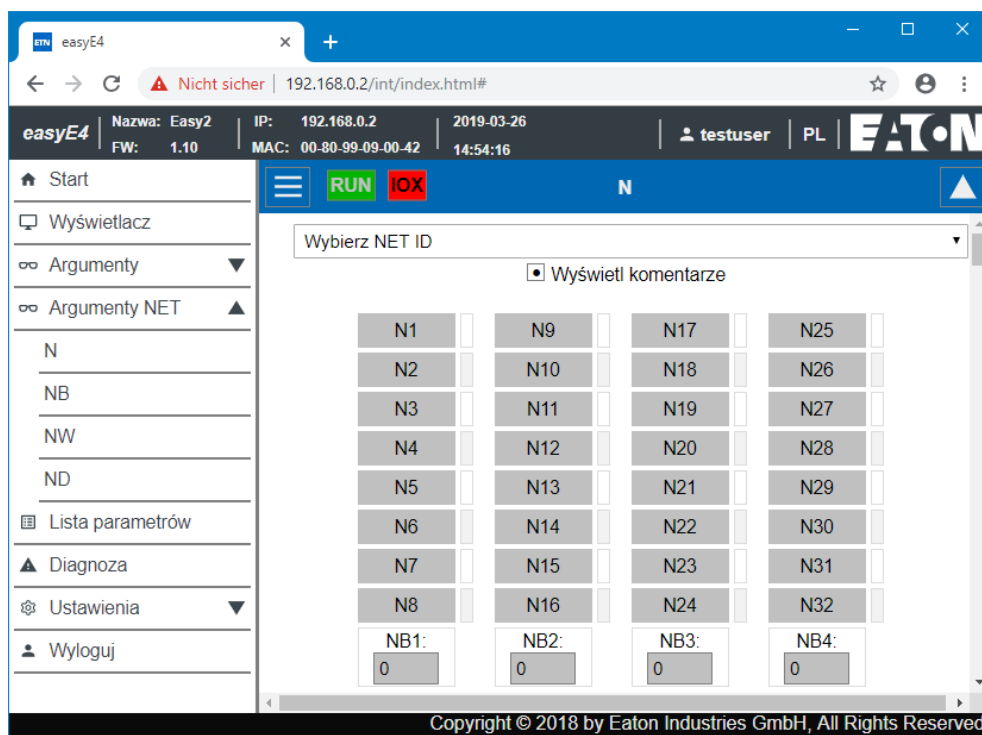 ETN easyE4
Nicht sicher | 192.168.0.2/int/index.html#
easyE4 Nazwa: Easy2 IP: 192.168.0.2 2019-03-26 testuser PL EATON
FW: 1.10 MAC: 00-80-99-09-00-42 14:54:16
Start
Wyświetlacz
Argumenty
Argumenty NET
N
NB
NW
ND
Lista parametrów
Diagnoza
Ustawienia
Wyloguj
RUN IOX N
Wybierz NET ID
Wyświetl komentarze
N1 N9 N17 N25
N2 N10 N18 N26
N3 N11 N19 N27
N4 N12 N20 N28
N5 N13 N21 N29
N6 N14 N22 N30
N7 N15 N23 N31
N8 N16 N24 N32
NB1: NB2: NB3: NB4:
0 0 0 0
Copyright © 2018 by Eaton Industries GmbH, All Rights Reserved